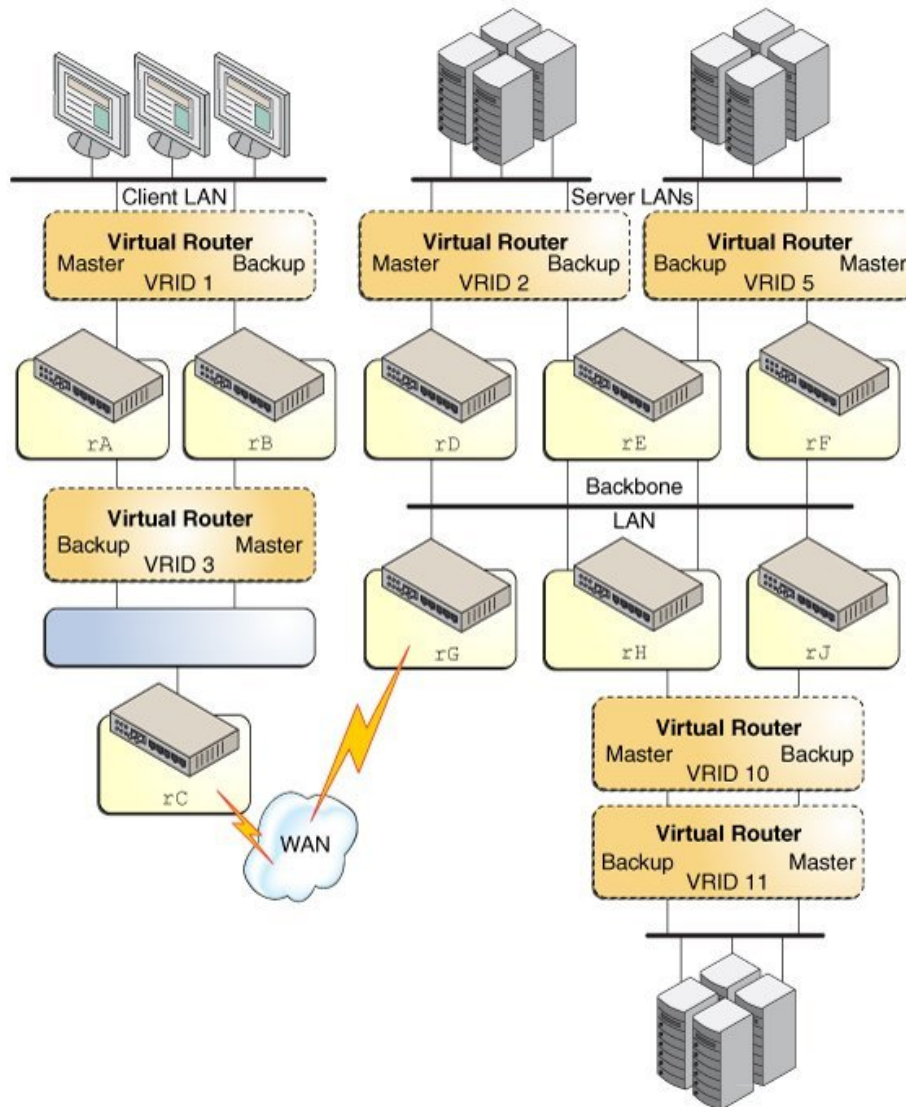 Client LAN
Server LANs
Virtual Router
Master
Backup
VRID 1
Virtual Router
Master
Backup
VRID 2
Virtual Router
Backup
Master
VRID 5
rA
rB
rD
rE
rF
Backbone
LAN
Virtual Router
Backup
Master
VRID 3
rG
rH
rJ
rC
WAN
Virtual Router
Master
Backup
VRID 10
Virtual Router
Backup
Master
VRID 11